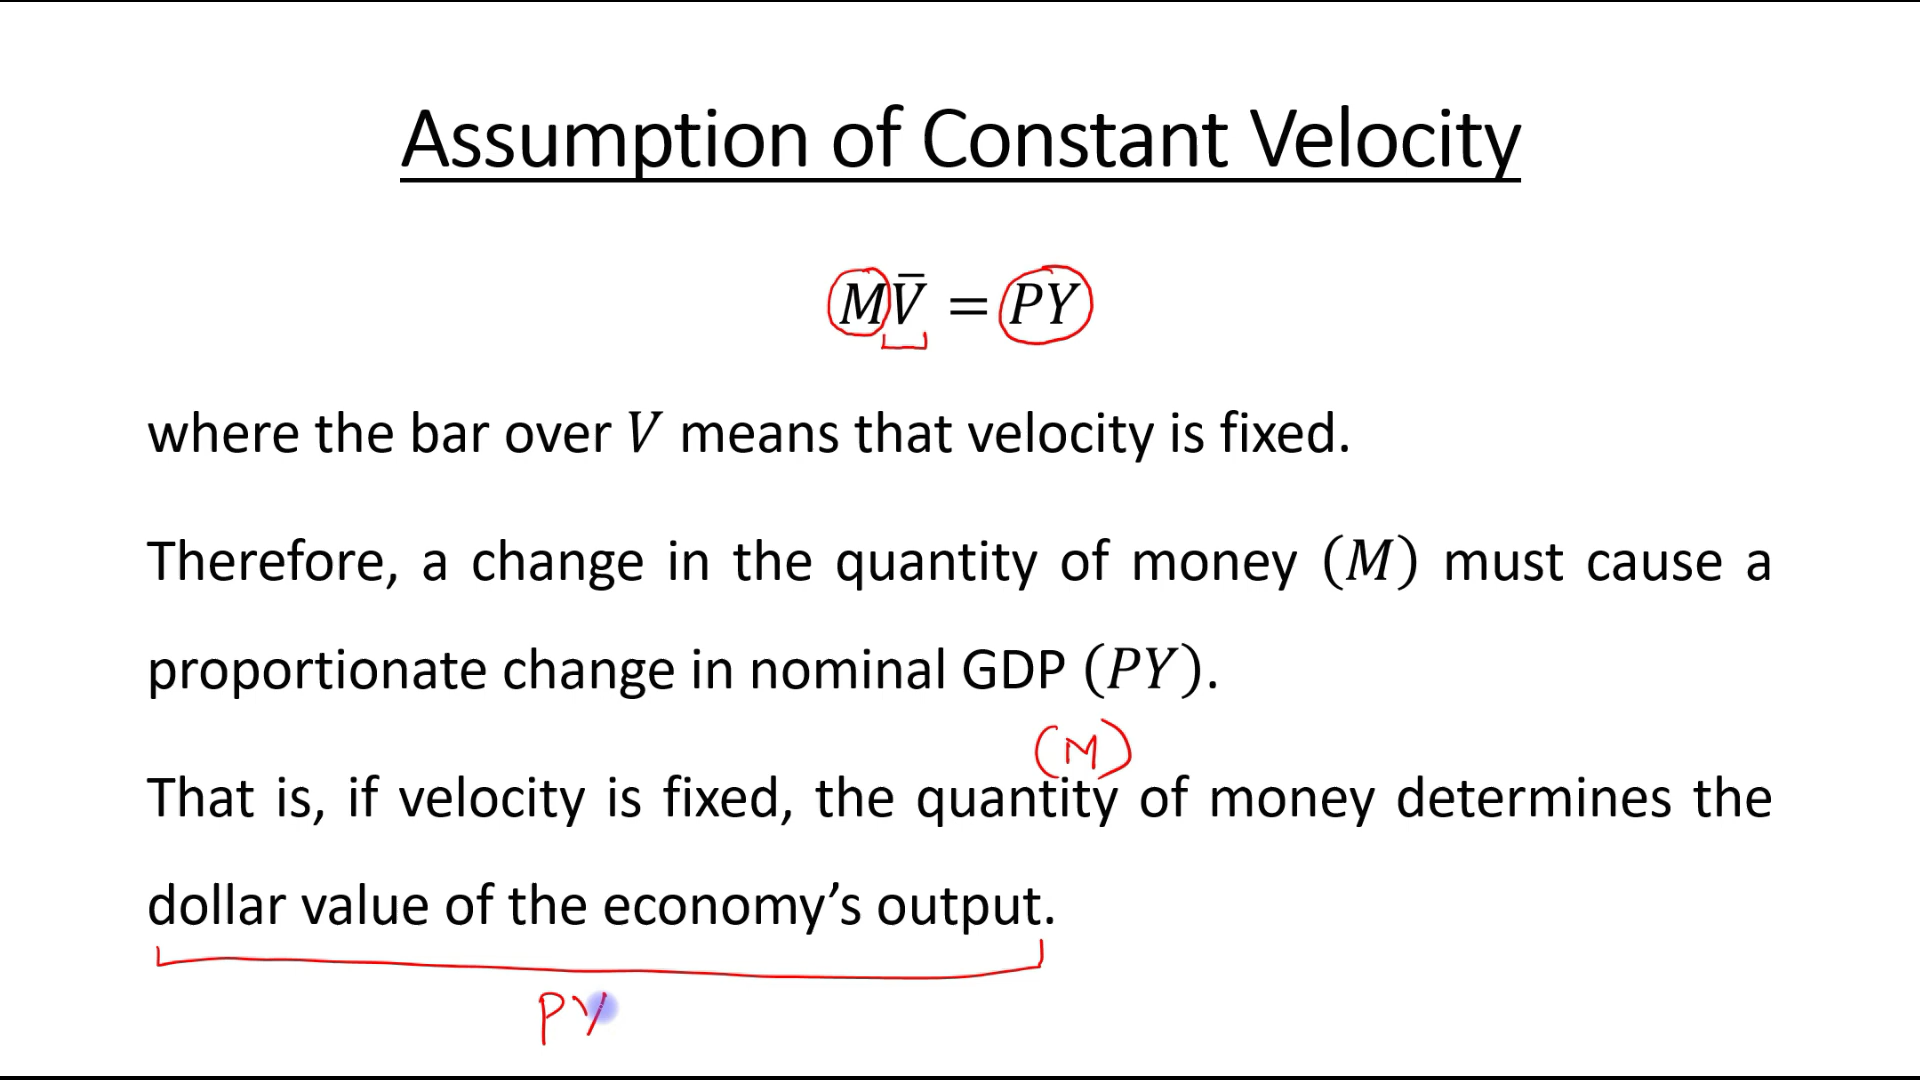 Assumption of Constant Velocity
MV̄ = PY
where the bar over V means that velocity is fixed.
Therefore, a change in the quantity of money (M) must cause a
proportionate change in nominal GDP (PY).
(M)
That is, if velocity is fixed, the quantity of money determines the
dollar value of the economy’s output.
PY